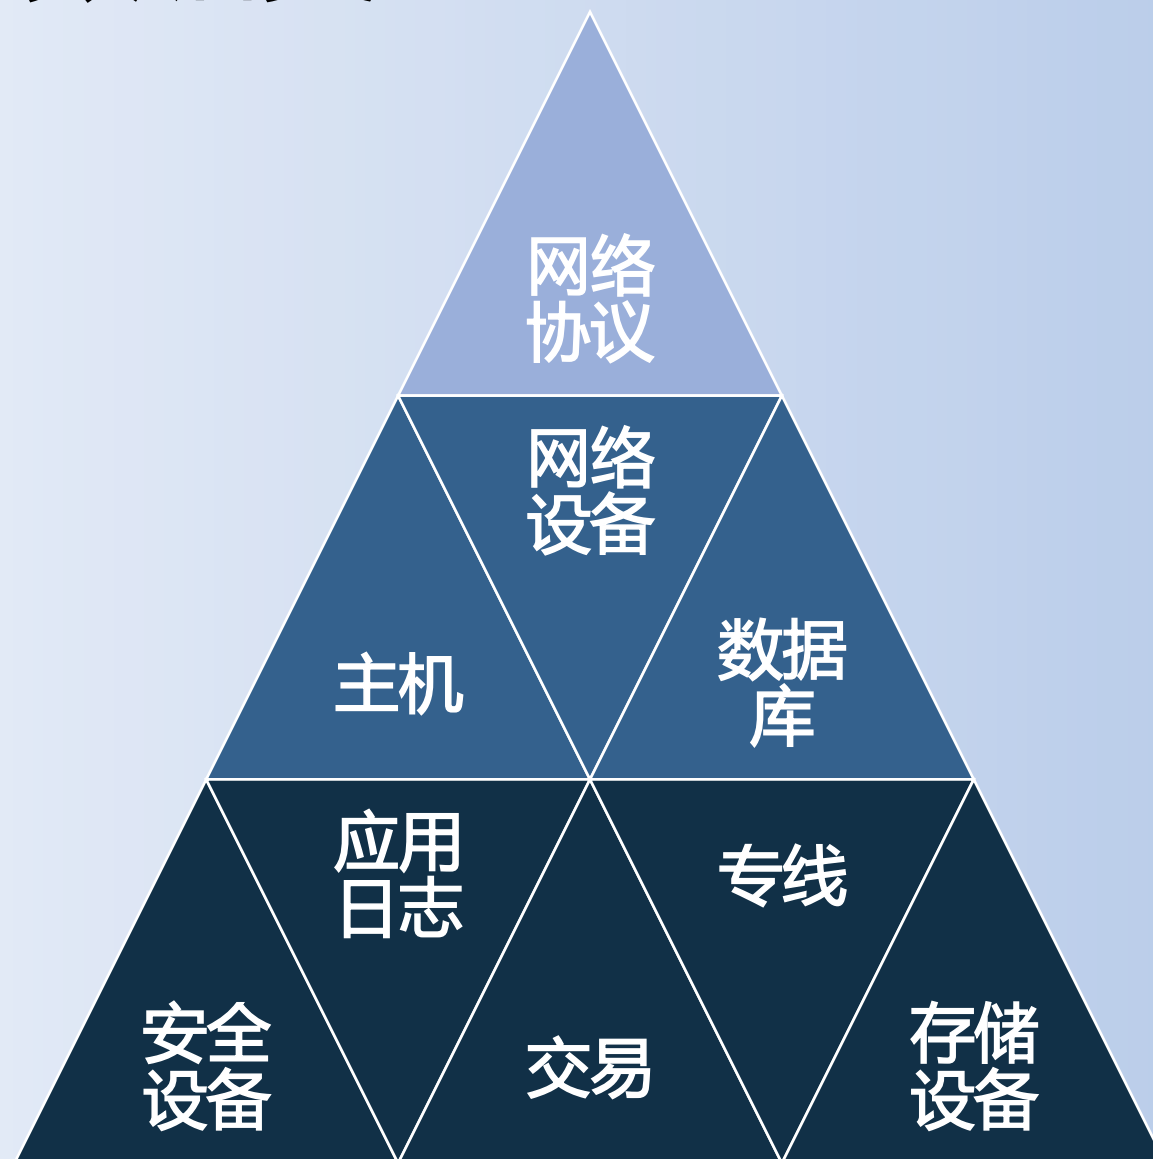 网络
协议
网络
设备
主机
数据
库
应用
日志
专线
安全
设备
交易
存储
设备